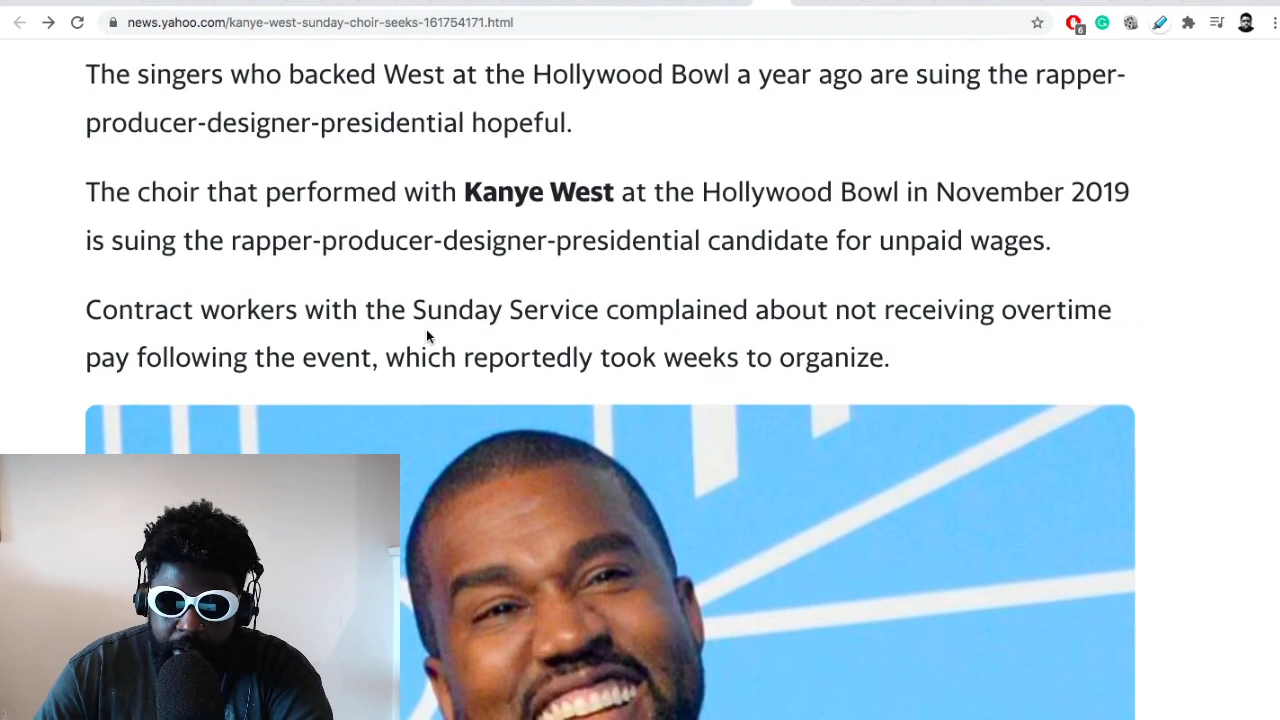 news.yahoo.com/kanye-west-sunday-choir-seeks-161754171.html
6
The singers who backed West at the Hollywood Bowl a year ago are suing the rapper-
producer-designer-presidential hopeful.
The choir that performed with Kanye West at the Hollywood Bowl in November 2019
is suing the rapper-producer-designer-presidential candidate for unpaid wages.
Contract workers with the Sunday Service complained about not receiving overtime
pay following the event, which reportedly took weeks to organize.